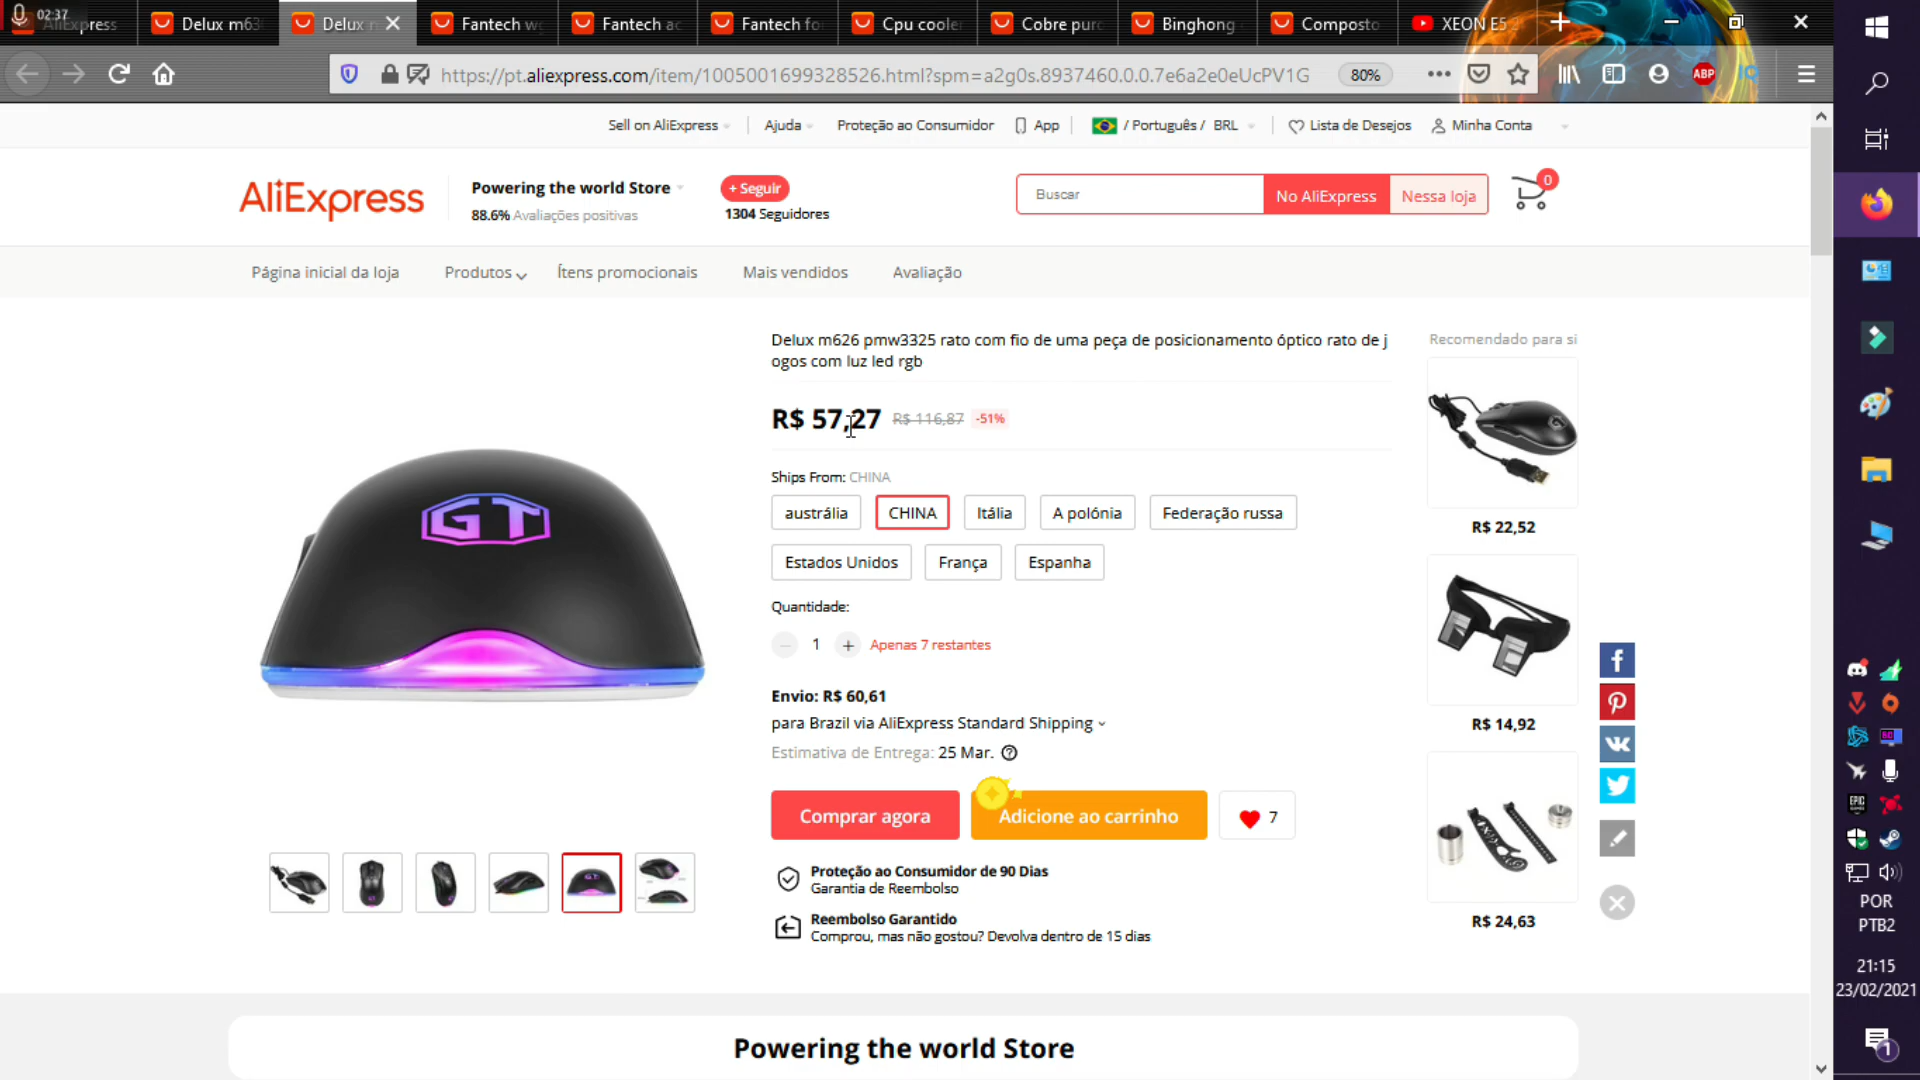 02:37
AliExpress
Delux m63
Delux
Fantech w
Fantech ac
Fantech fo
Cpu cooler
Cobre purc
Binghong
Composto
XEON E5 2
https://pt.aliexpress.com/item/1005001699328526.html?spm=a2g0s.8937460.0.0.7e6a2e0eUcPV1G
80%
ABP
Sell on AliExpress
Ajuda
Proteção ao Consumidor
App
/ Português / BRL
Lista de Desejos
Minha Conta
AliExpress
Powering the world Store
88.6% Avaliações positivas
+ Seguir
1304 Seguidores
Buscar
No AliExpress
Nessa loja
0
Página inicial da loja
Produtos
Ítens promocionais
Mais vendidos
Avaliação
Delux m626 pmw3325 rato com fio de uma peça de posicionamento óptico rato de j
ogos com luz led rgb
R$ 57,27
R$ 116,87
-51%
Ships From: CHINA
austrália
CHINA
Itália
A polónia
Federação russa
Estados Unidos
França
Espanha
Quantidade:
1
Apenas 7 restantes
Envio: R$ 60,61
para Brazil via AliExpress Standard Shipping
Estimativa de Entrega: 25 Mar.
Comprar agora
Adicione ao carrinho
7
Proteção ao Consumidor de 90 Dias
Garantia de Reembolso
Reembolso Garantido
Comprou, mas não gostou? Devolva dentro de 15 dias
GT
GT
Recomendado para si
R$ 22,52
R$ 14,92
R$ 24,63
Powering the world Store
60
EPIC
POR
PTB2
21:15
23/02/2021
1